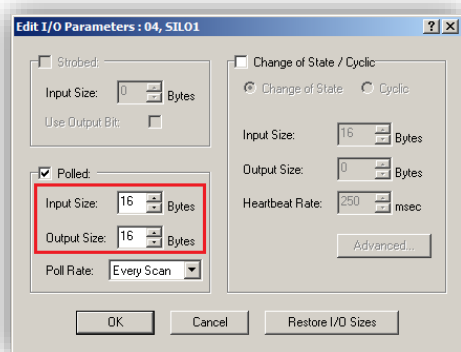 Edit I/O Parameters : 04, SILO1
Strobed:
Input Size: 0 Bytes
Use Output Bit:
Polled:
Input Size: 16 Bytes
Output Size: 16 Bytes
Poll Rate: Every Scan
Change of State / Cyclic
Change of State Cyclic
Input Size: 16 Bytes
Output Size: 0 Bytes
Heartbeat Rate: 250 msec
Advanced...
OK Cancel Restore I/O Sizes